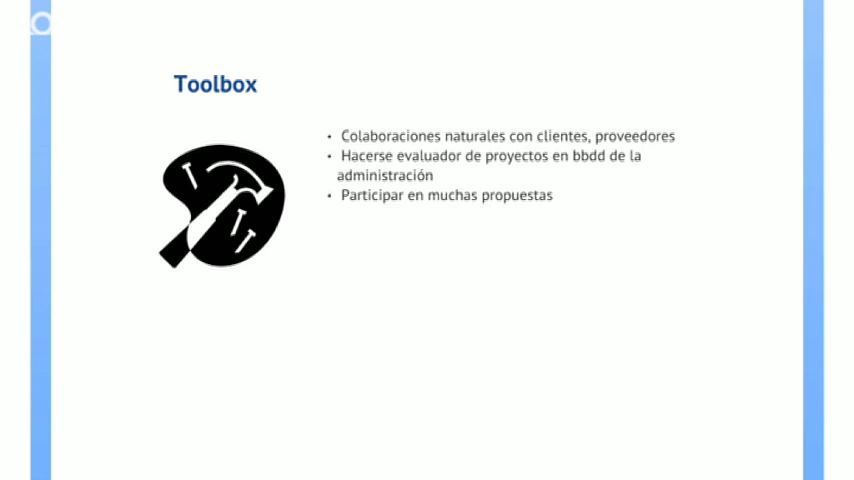 Toolbox
• Colaboraciones naturales con clientes, proveedores
• Hacerse evaluador de proyectos en bbdd de la
administración
• Participar en muchas propuestas